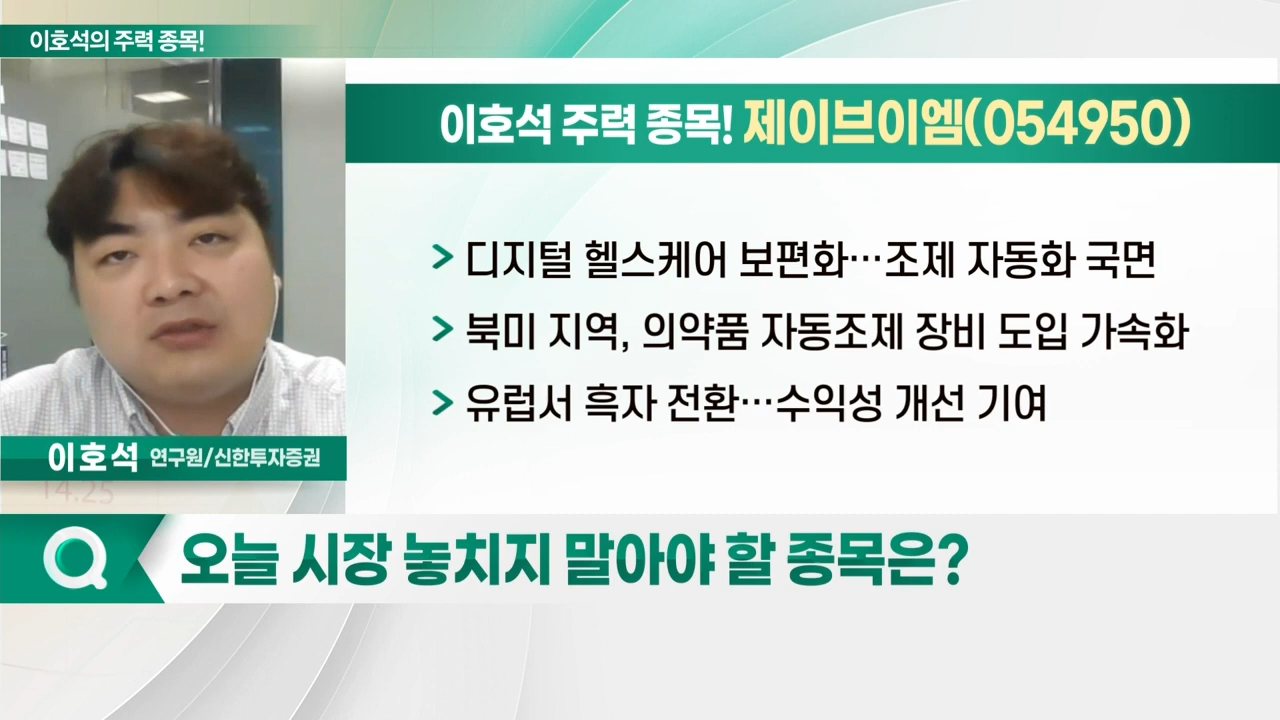 이호석의 주력 종목!
이호석 주력 종목! 제이브이엠(054950)
> 디지털 헬스케어 보편화…조제 자동화 국면
> 북미 지역, 의약품 자동조제 장비 도입 가속화
> 유럽서 흑자 전환…수익성 개선 기여
이호석 연구원/신한투자증권
14.25
오늘 시장 놓치지 말아야 할 종목은?